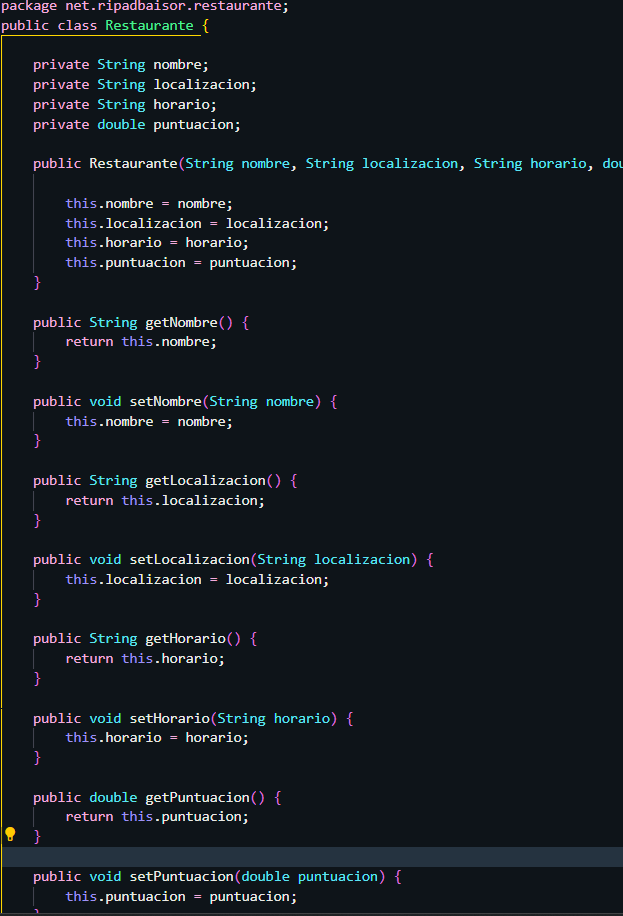 package net.ripadbaisor.restaurante;
public class Restaurante {
private String nombre;
private String localizacion;
private String horario;
private double puntuacion;
public Restaurante(String nombre, String localizacion, String horario, dou
this.nombre = nombre;
this.localizacion = localizacion;
this.horario = horario;
this.puntuacion = puntuacion;
}
public String getNombre() {
return this.nombre;
}
public void setNombre(String nombre) {
this.nombre = nombre;
}
public String getLocalizacion() {
return this.localizacion;
}
public void setLocalizacion(String localizacion) {
this.localizacion = localizacion;
}
public String getHorario() {
return this.horario;
}
public void setHorario(String horario) {
this.horario = horario;
}
public double getPuntuacion() {
return this.puntuacion;
}
public void setPuntuacion(double puntuacion) {
this.puntuacion = puntuacion;
}